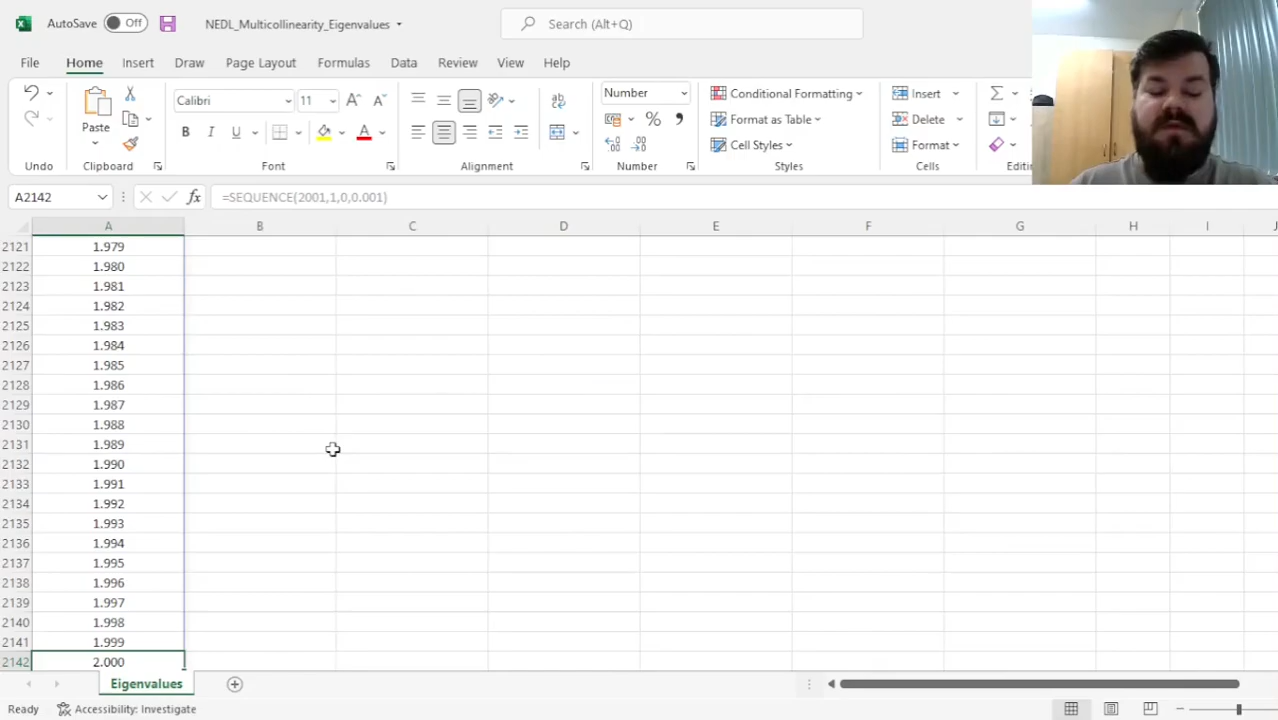 AutoSave Off NEDL_Multicollinearity_Eigenvalues Search (Alt+Q)
File Home Insert Draw Page Layout Formulas Data Review View Help
Calibri 11 Number Conditional Formatting Insert
Paste B I U A Format as Table Delete
Cell Styles Format
Undo Clipboard Font Alignment Number Styles Cells Editin
A2142 fx =SEQUENCE(2001,1,0,0.001)
A B C D E F G H I J
2121 1.979
2122 1.980
2123 1.981
2124 1.982
2125 1.983
2126 1.984
2127 1.985
2128 1.986
2129 1.987
2130 1.988
2131 1.989
2132 1.990
2133 1.991
2134 1.992
2135 1.993
2136 1.994
2137 1.995
2138 1.996
2139 1.997
2140 1.998
2141 1.999
2142 2.000
Eigenvalues
Ready Accessibility: Investigate